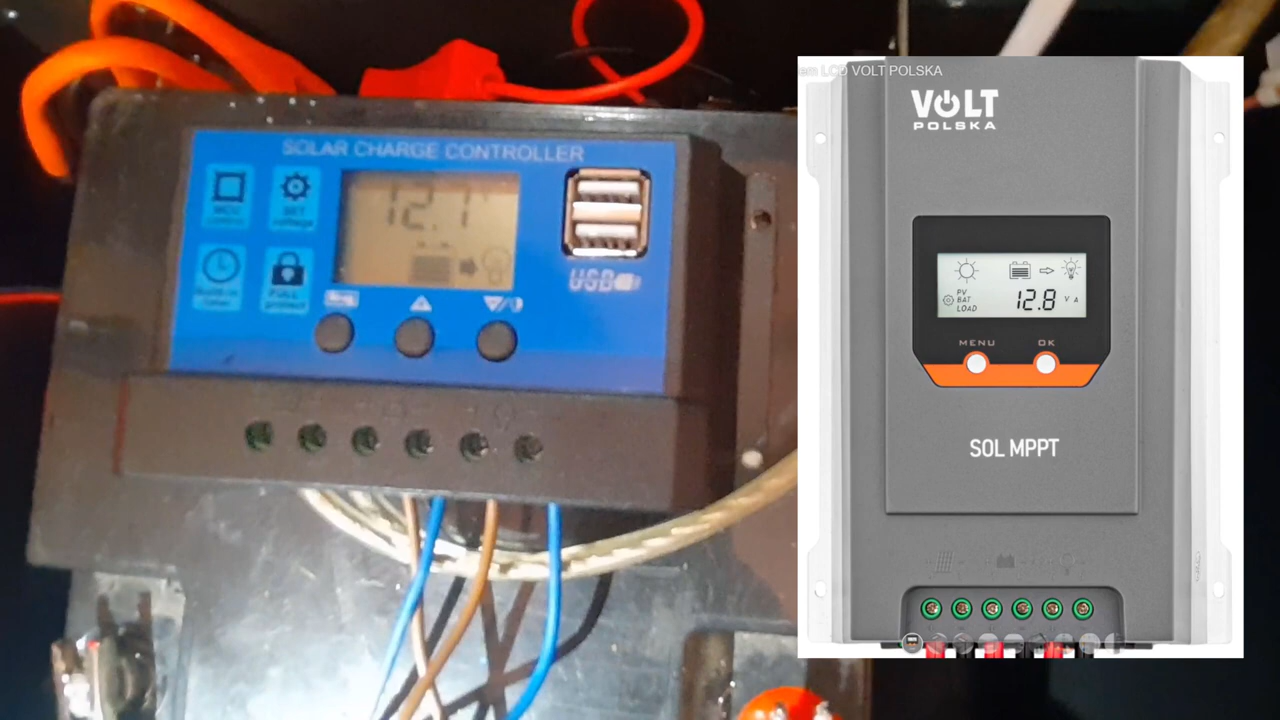 SOLAR CHARGE CONTROLLER
12.1
USB
LCD VOLT POLSKA
VOLT
POLSKA
PV
BAT
LOAD
12.8 V A
MENU OK
SOL MPPT